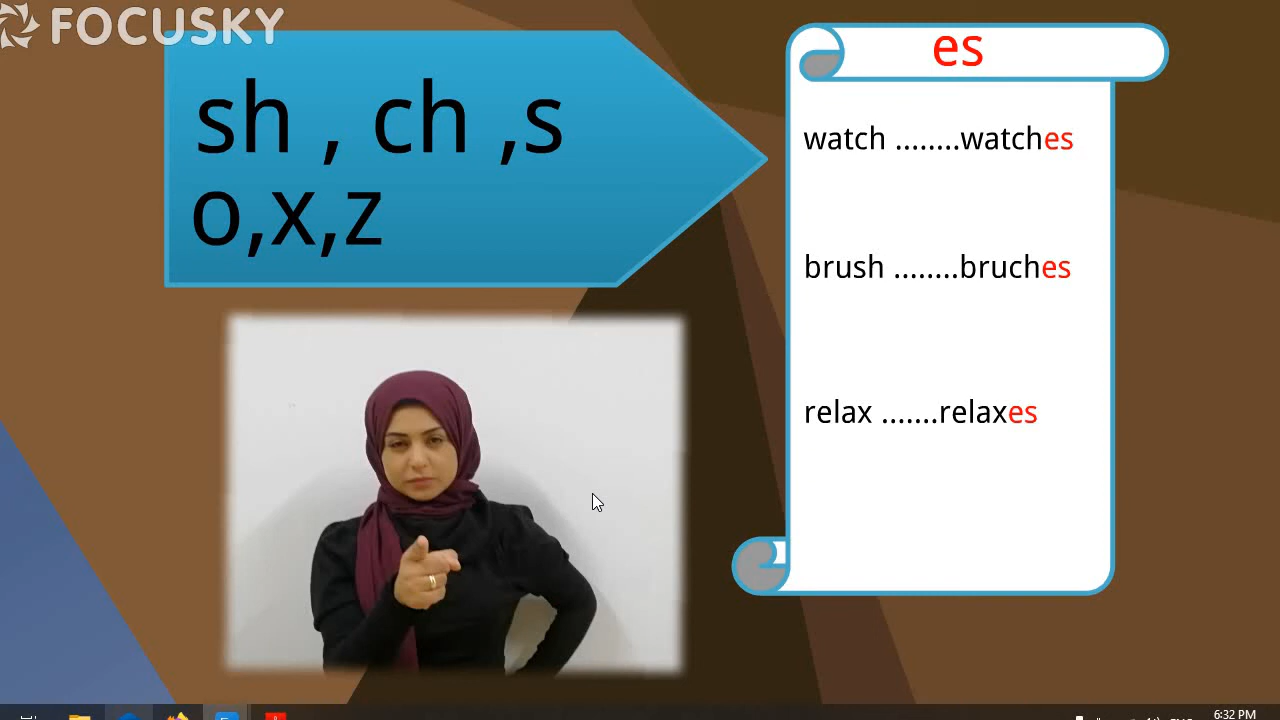 FOCUSKY
sh , ch ,s
o,x,z
es
watch ........watches
brush ........bruches
relax .......relaxes
6:32 PM